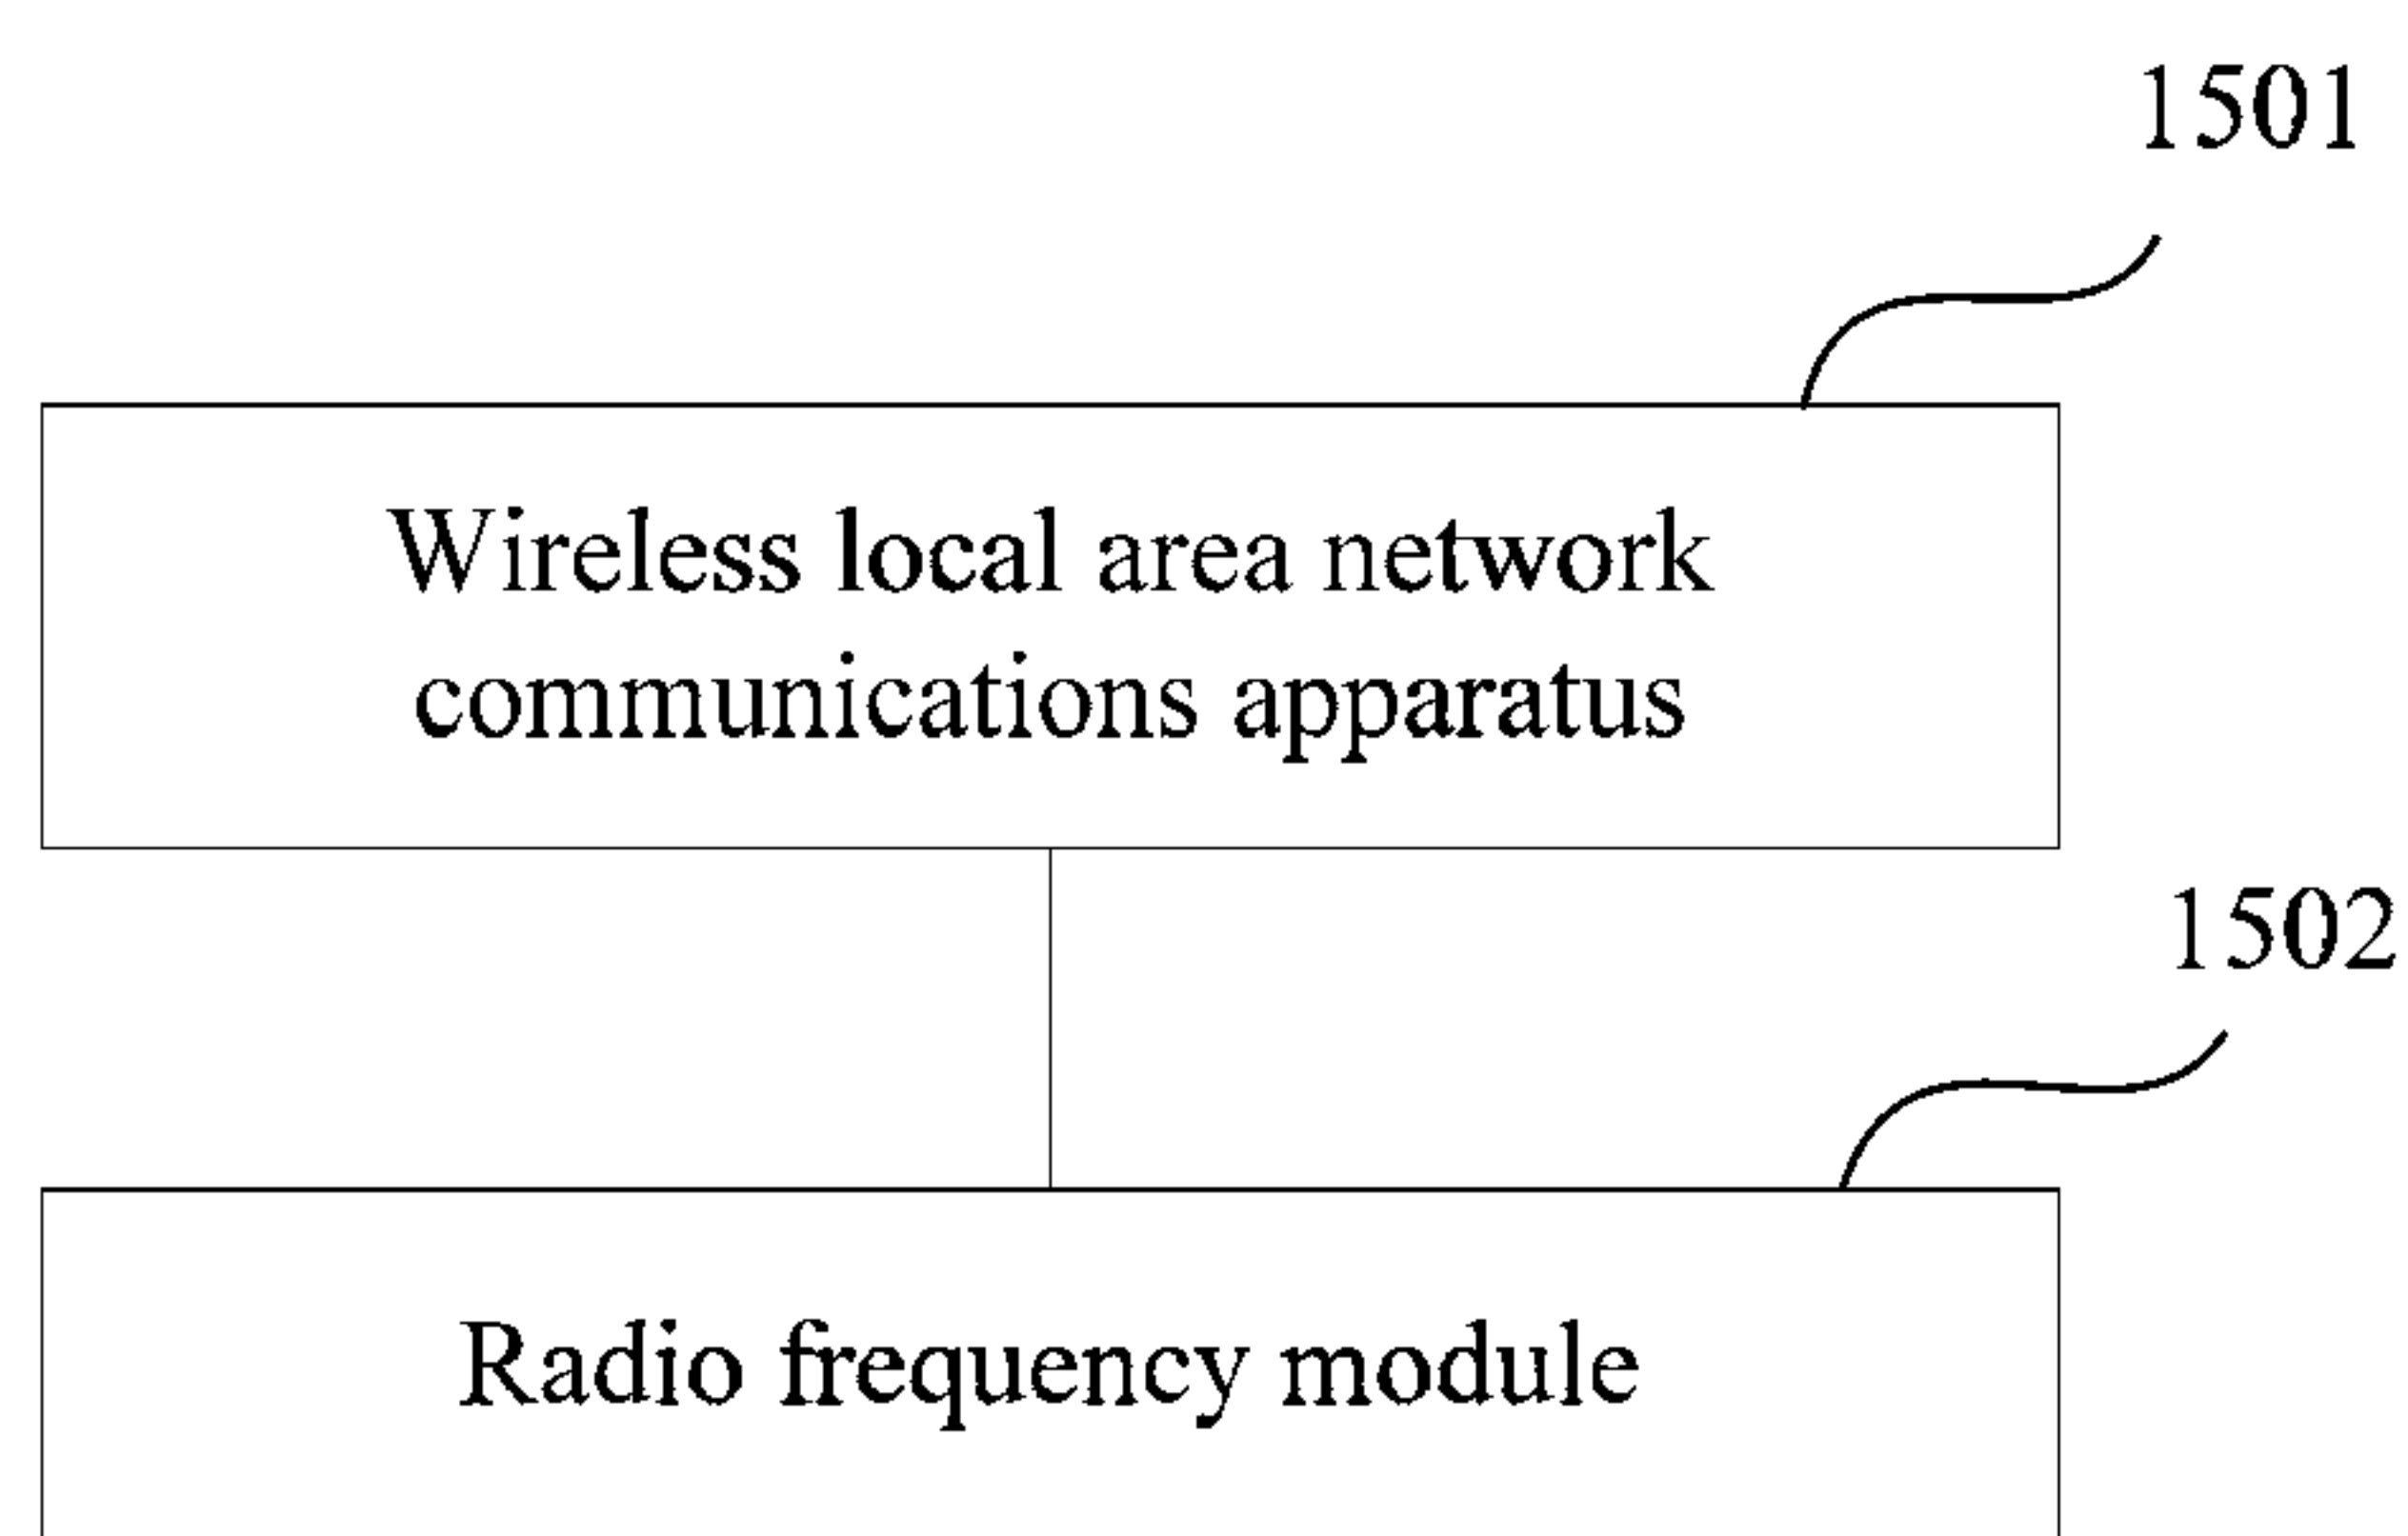 1501
Wireless local area network
communications apparatus
1502
Radio frequency module